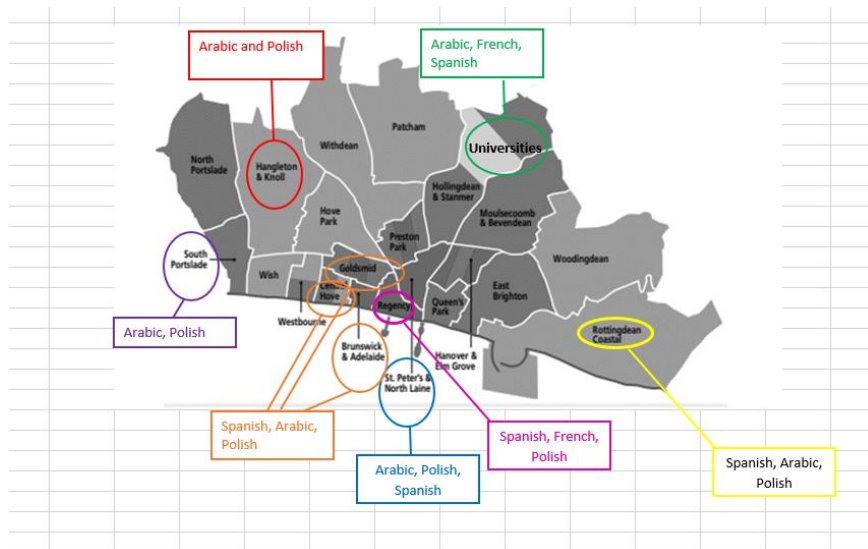 Arabic and Polish
Arabic, French,
Spanish
Patcham
Withdean
Universities
North
Portslade
Hangleton
& Knoll
Hollingdean
& Stanmer
Hove
Park
Moulsecoomb
& Bevendean
Preston
Park
South
Portslade
Goldsmid
Woodingdean
Wish
Central
Hove
East
Brighton
Queen's
Park
Regency
Westbourne
Rottingdean
Coastal
Arabic, Polish
Brunswick
& Adelaide
Hanover &
Elm Grove
St. Peter's &
North Laine
Spanish, Arabic,
Polish
Spanish, French,
Polish
Arabic, Polish,
Spanish
Spanish, Arabic,
Polish